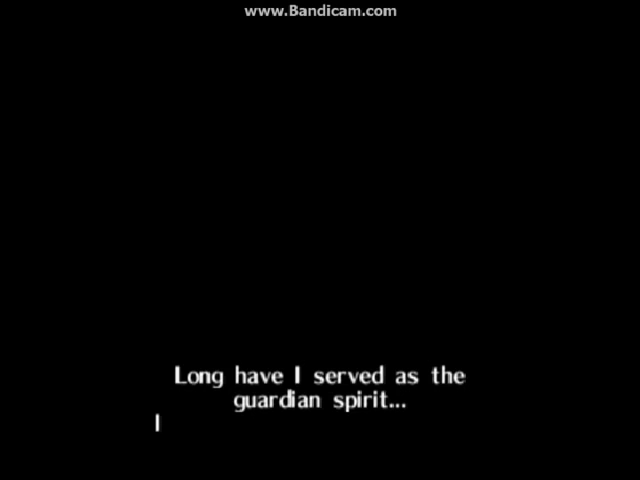 www.Bandicam.com
Long have I served as the
guardian spirit...
I